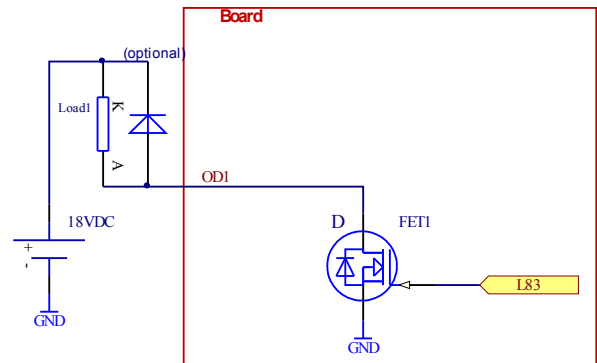 Board
(optional)
Load1
K
A
OD1
18VDC
+
-
GND
D
FET1
L83
GND